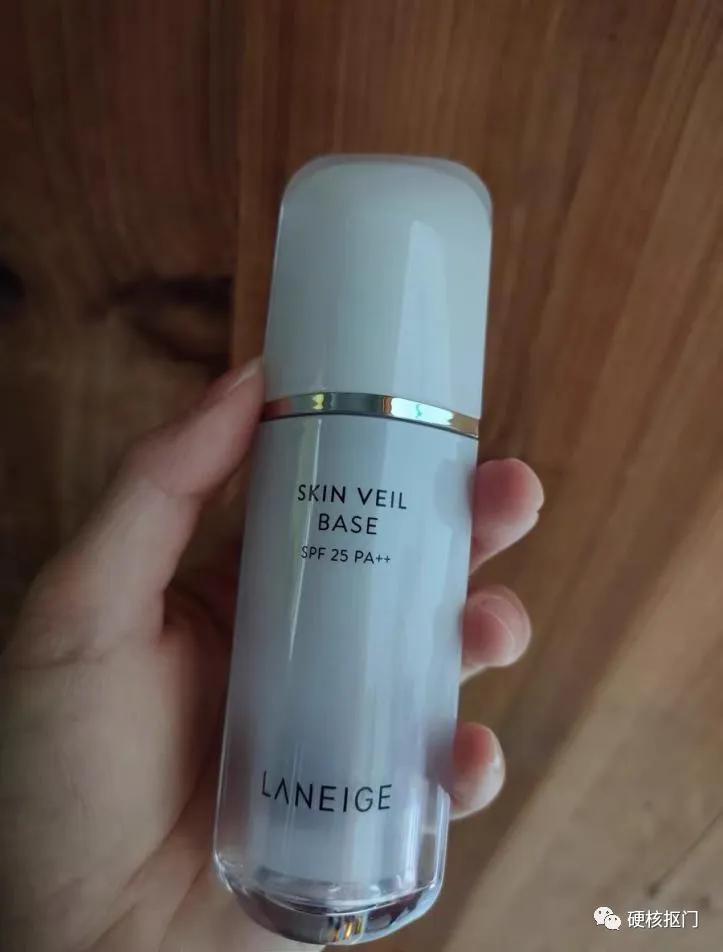 SKIN VEIL
BASE
SPF 25 PA++
LANEIGE
硬核抠门